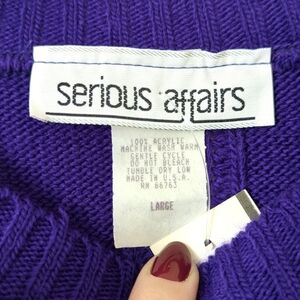 serious affairs
100% ACRYLIC
MACHINE WASH WARM
GENTLE CYCLE
DO NOT BLEACH
TUMBLE DRY LOW
MADE IN U.S.A.
RN 66763
LARGE